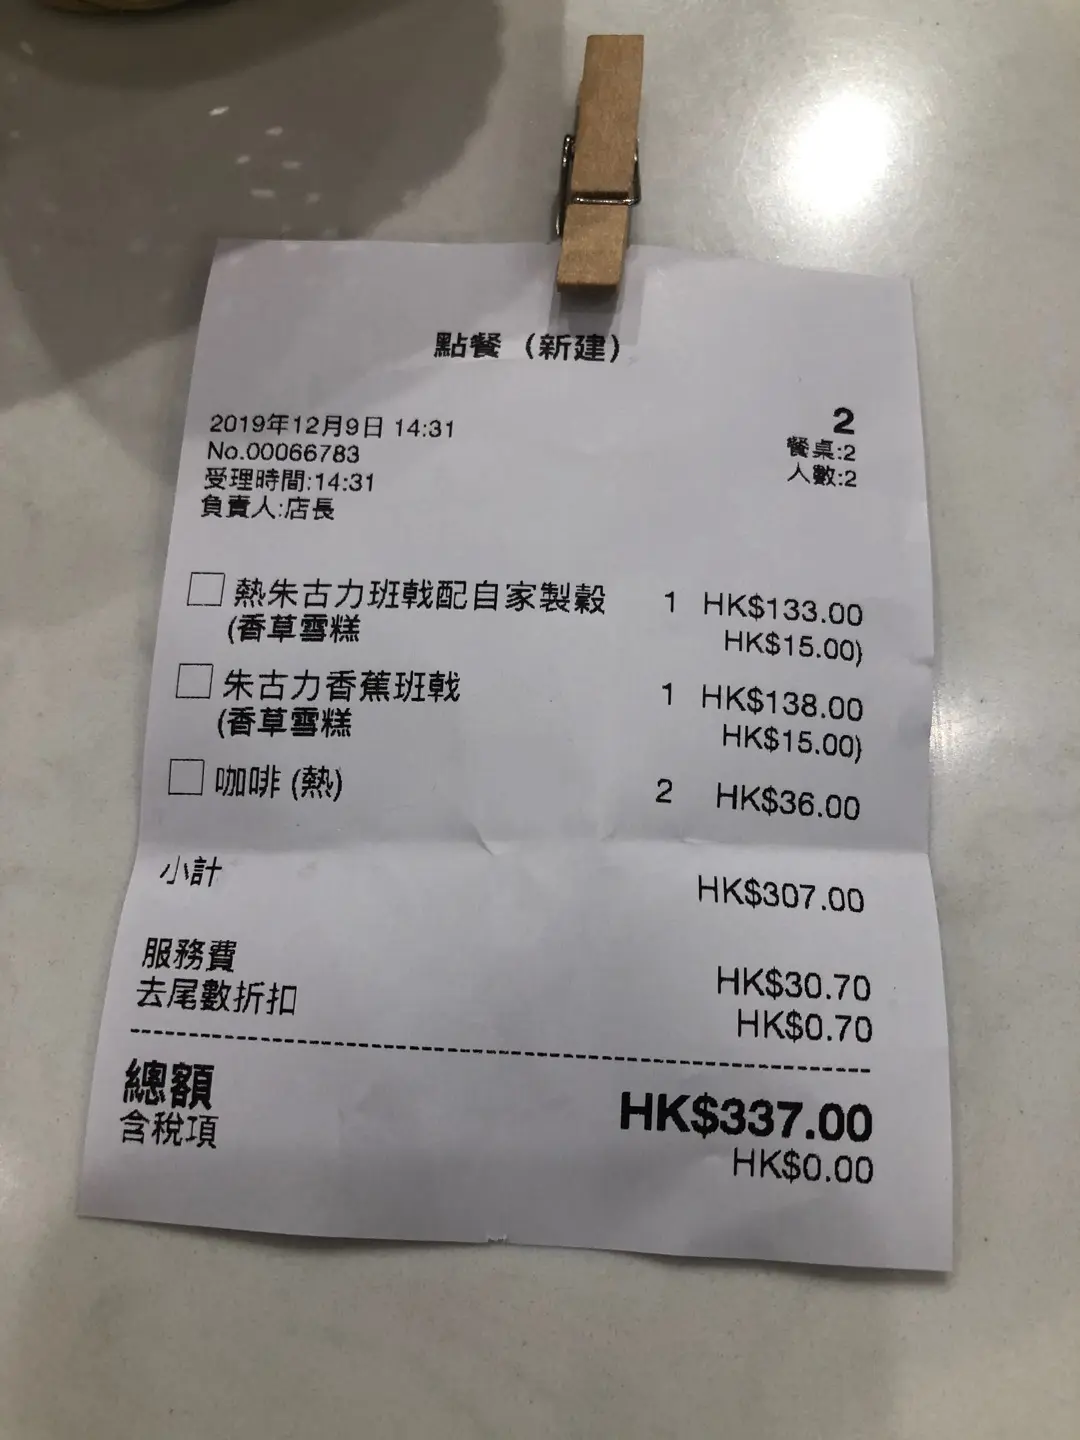 點餐（新建）
2
2019年12月9日 14:31
餐桌:2
No.00066783
人數:2
受理時間:14:31
負責人:店長
熱朱古力班戟配自家製穀 1 HK$133.00
(香草雪糕 HK$15.00)
朱古力香蕉班戟 1 HK$138.00
(香草雪糕 HK$15.00)
咖啡 (熱) 2 HK$36.00
小計 HK$307.00
服務費 HK$30.70
去尾數折扣 HK$0.70
總額 HK$337.00
含稅項 HK$0.00